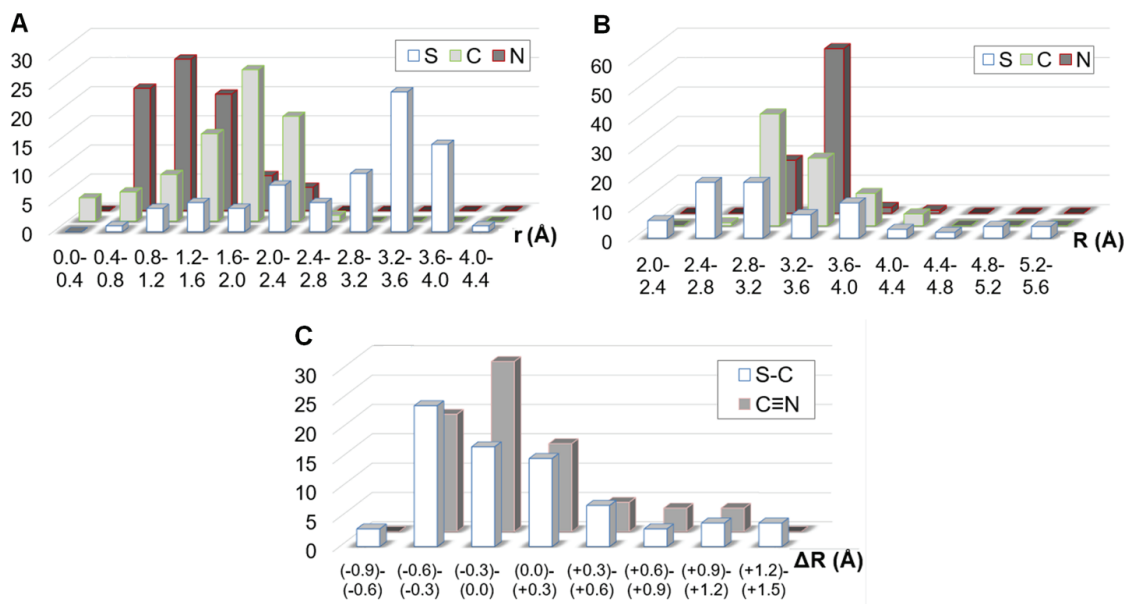 A
B
S C N
S C N
30
25
20
15
10
5
0
r (Å)
0.0- 0.4- 0.8- 1.2- 1.6- 2.0- 2.4- 2.8- 3.2- 3.6- 4.0-
0.4 0.8 1.2 1.6 2.0 2.4 2.8 3.2 3.6 4.0 4.4
60
50
40
30
20
10
0
R (Å)
2.0- 2.4- 2.8- 3.2- 3.6- 4.0- 4.4- 4.8- 5.2-
2.4 2.8 3.2 3.6 4.0 4.4 4.8 5.2 5.6
C
S-C
C≡N
30
25
20
15
10
5
0
ΔR (Å)
(-0.9)- (-0.6)- (-0.3)- (0.0)- (+0.3)- (+0.6)- (+0.9)- (+1.2)-
(-0.6) (-0.3) (0.0) (+0.3) (+0.6) (+0.9) (+1.2) (+1.5)